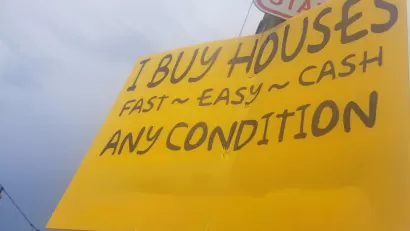 I BUY HOUSES
FAST~ EASY~ CASH
ANY CONDITION